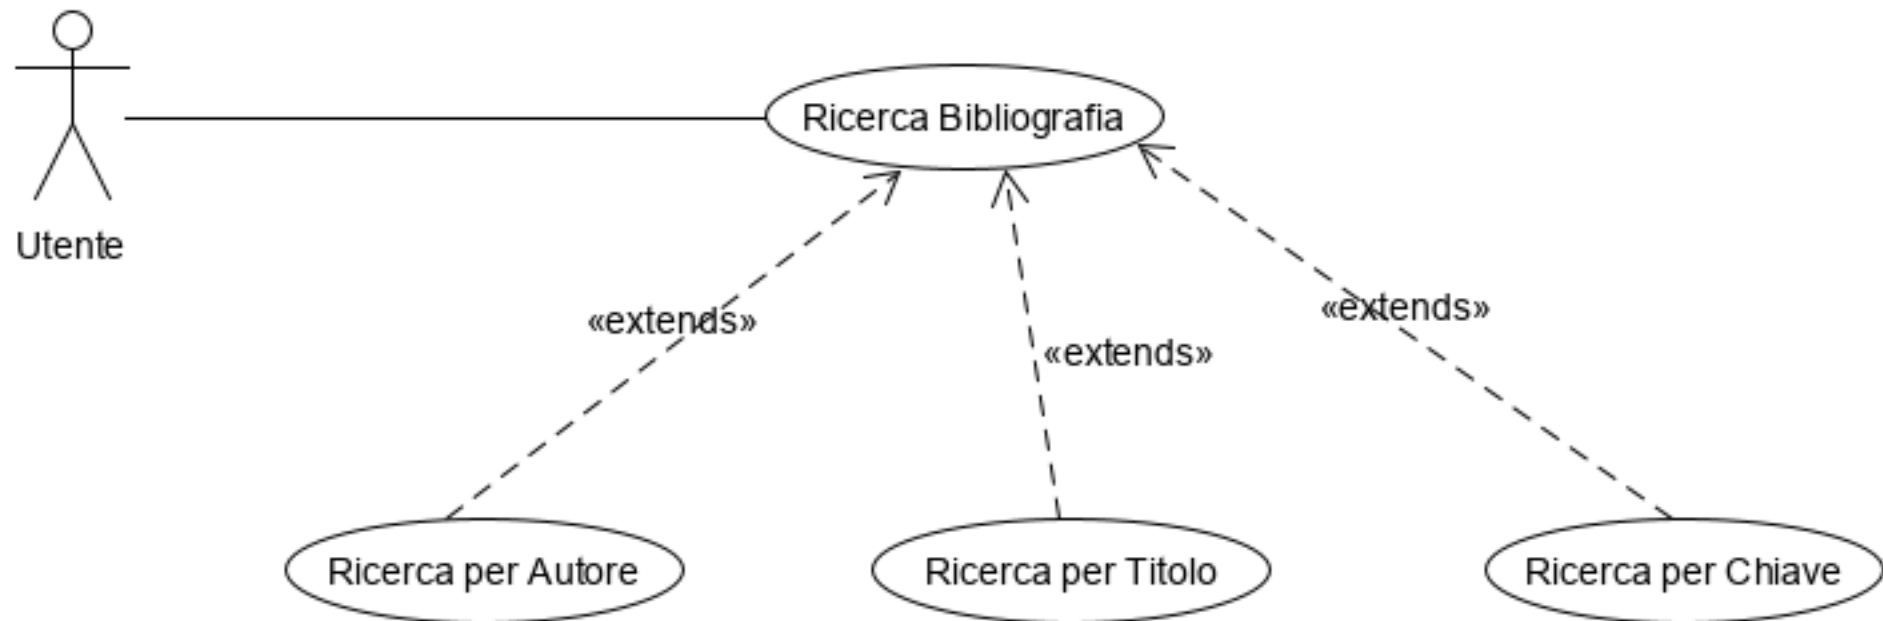 Ricerca Bibliografia
Utente
«extends»
«extends»
«extends»
Ricerca per Autore
Ricerca per Titolo
Ricerca per Chiave